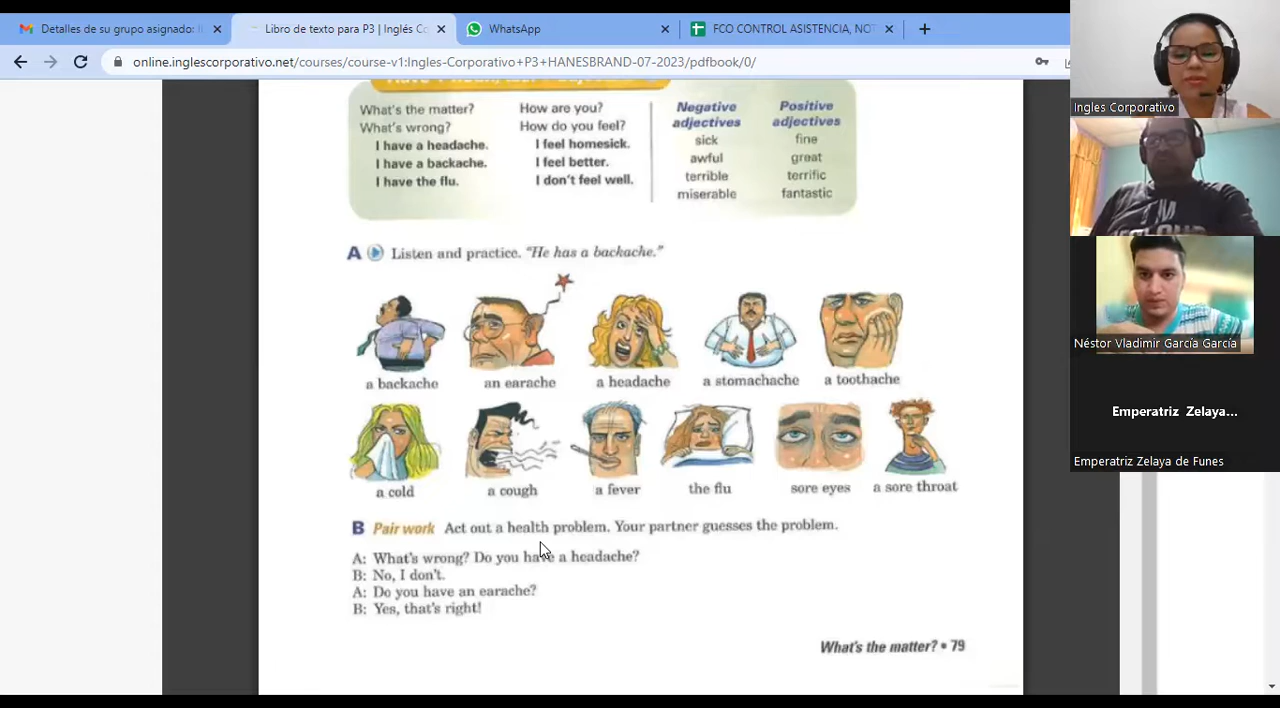 Detalles de su grupo asignado:
Libro de texto para P3 | Inglés Co
WhatsApp
FCO CONTROL ASISTENCIA, NOT
online.inglescorporativo.net/courses/course-v1:Ingles-Corporativo+P3+HANESBRAND-07-2023/pdfbook/0/
What's the matter?
What's wrong?
I have a headache.
I have a backache.
I have the flu.
How are you?
How do you feel?
I feel homesick.
I feel better.
I don't feel well.
Negative
adjectives
sick
awful
terrible
miserable
Positive
adjectives
fine
great
terrific
fantastic
A Listen and practice. "He has a backache."
a backache an earache a headache a stomachache a toothache
a cold a cough a fever the flu sore eyes a sore throat
B Pair work Act out a health problem. Your partner guesses the problem.
A: What's wrong? Do you have a headache?
B: No, I don't.
A: Do you have an earache?
B: Yes, that's right!
What's the matter? • 79
Ingles Corporativo
Néstor Vladimir García García
Emperatriz Zelaya...
Emperatriz Zelaya de Funes